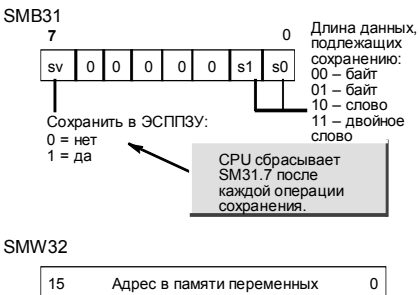 SMB31
7 0
sv 0 0 0 0 0 s1 s0
Длина данных,
подлежащих
сохранению:
00 – байт
01 – байт
10 – слово
11 – двойное
слово
Сохранить в ЭСППЗУ:
0 = нет
1 = да
CPU сбрасывает
SM31.7 после
каждой операции
сохранения.
SMW32
15 Адрес в памяти переменных 0